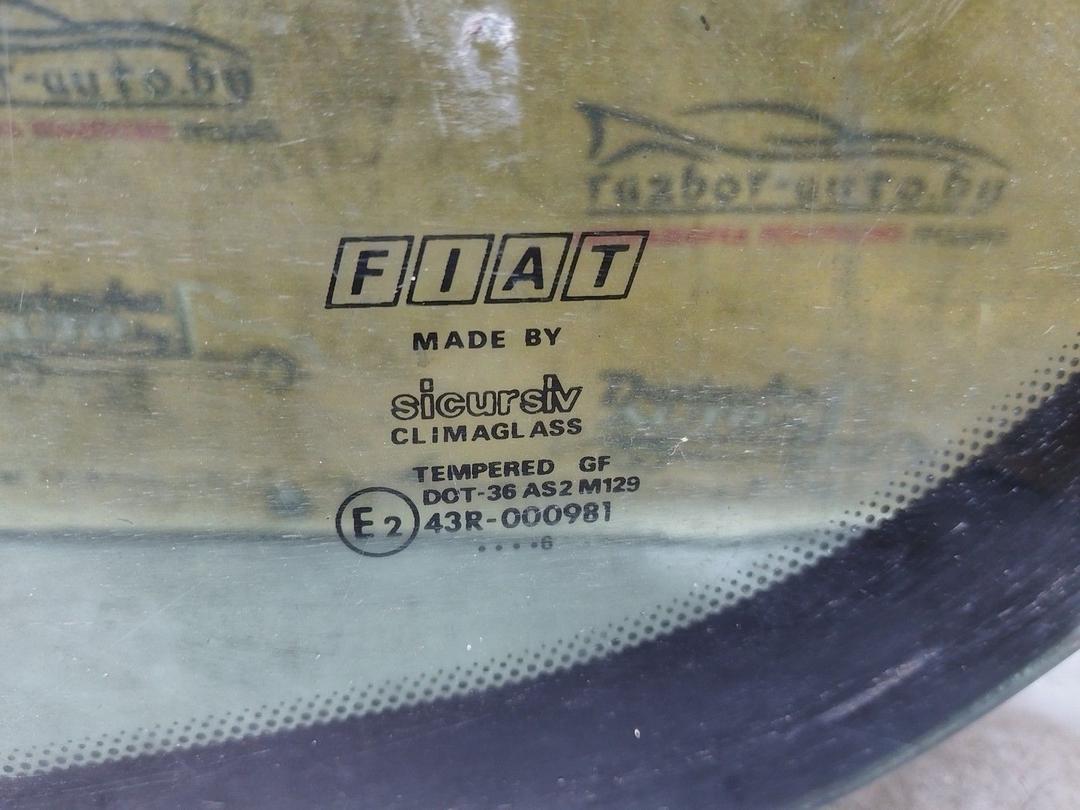 r-auto.by
razbor-auto.by
FIAT
MADE BY
sicursiv
CLIMAGLASS
TEMPERED GF
DOT-36 AS2 M129
E2 43R-000981
••••6